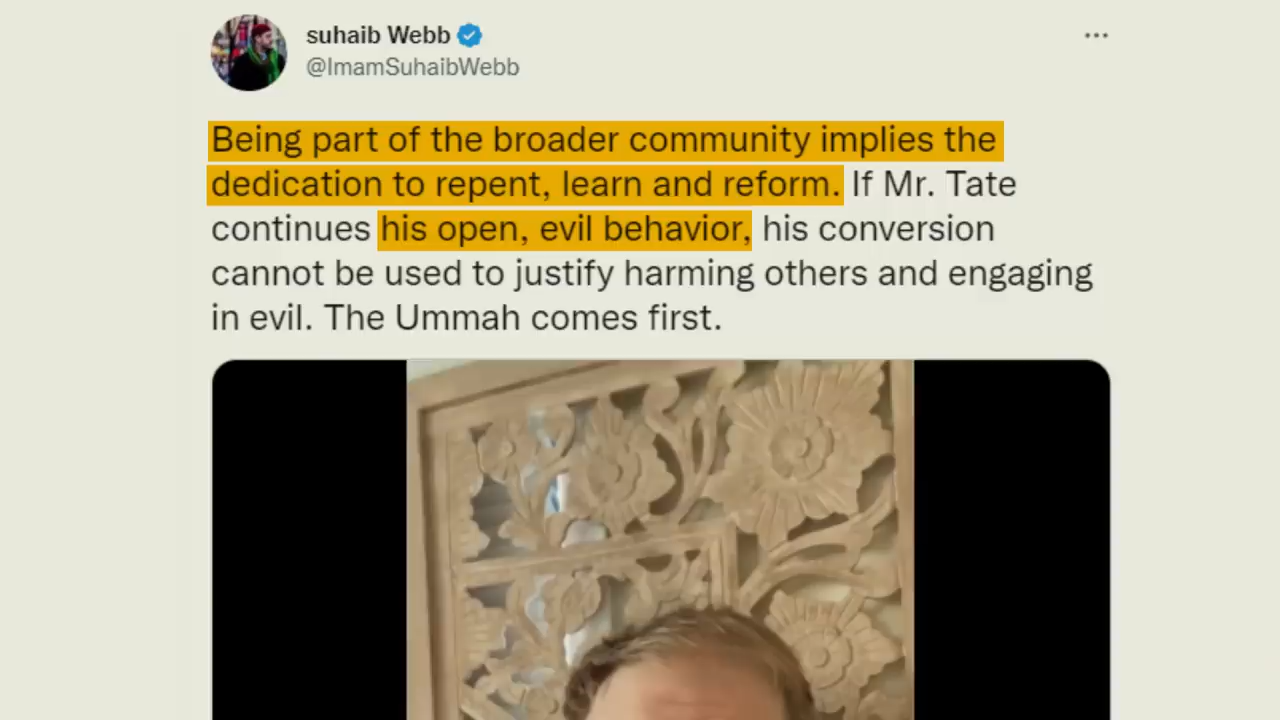 suhaib Webb
@ImamSuhaibWebb
Being part of the broader community implies the
dedication to repent, learn and reform. If Mr. Tate
continues his open, evil behavior, his conversion
cannot be used to justify harming others and engaging
in evil. The Ummah comes first.